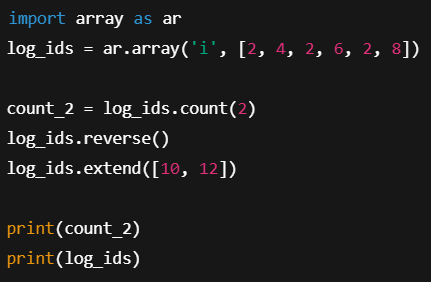 import array as ar
log_ids = ar.array('i', [2, 4, 2, 6, 2, 8])
count_2 = log_ids.count(2)
log_ids.reverse()
log_ids.extend([10, 12])
print(count_2)
print(log_ids)